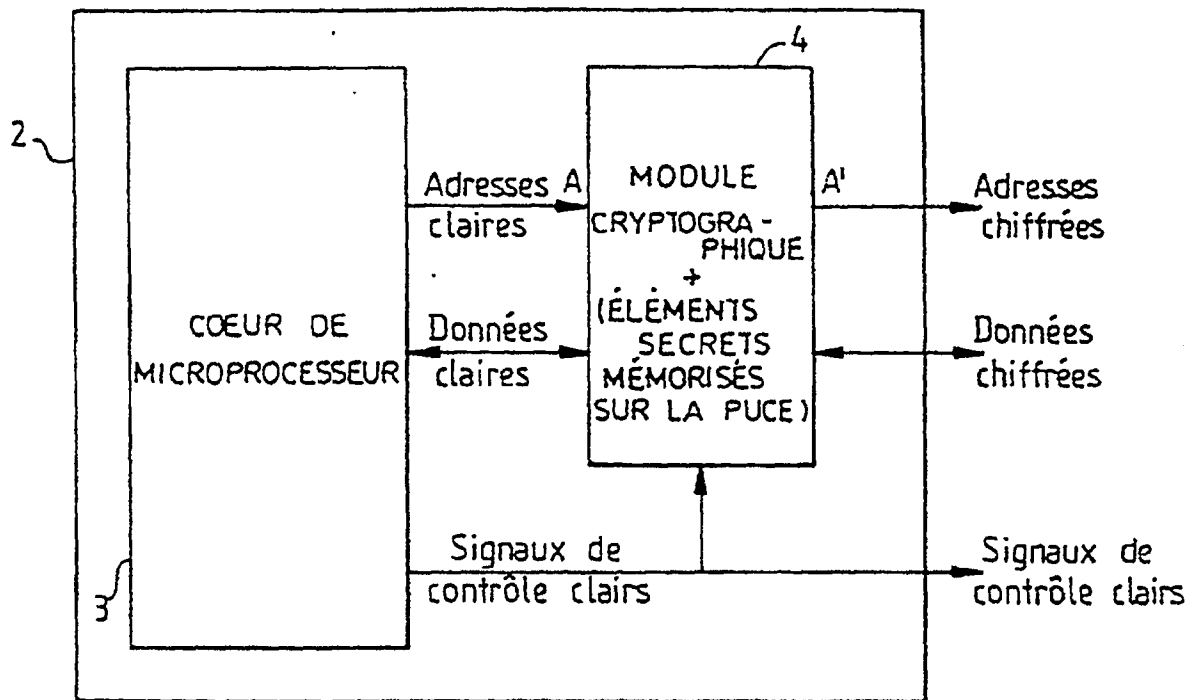 4
2
Adresses A
claires
MODULE
CRYPTOGRA-
PHIQUE
+
(ÉLÉMENTS
SECRETS
MÉMORISÉS
SUR LA PUCE)
A'
Adresses
chiffrées
CŒUR DE
MICROPROCESSEUR
Données
claires
Données
chiffrées
3
Signaux de
contrôle clairs
Signaux de
contrôle clairs